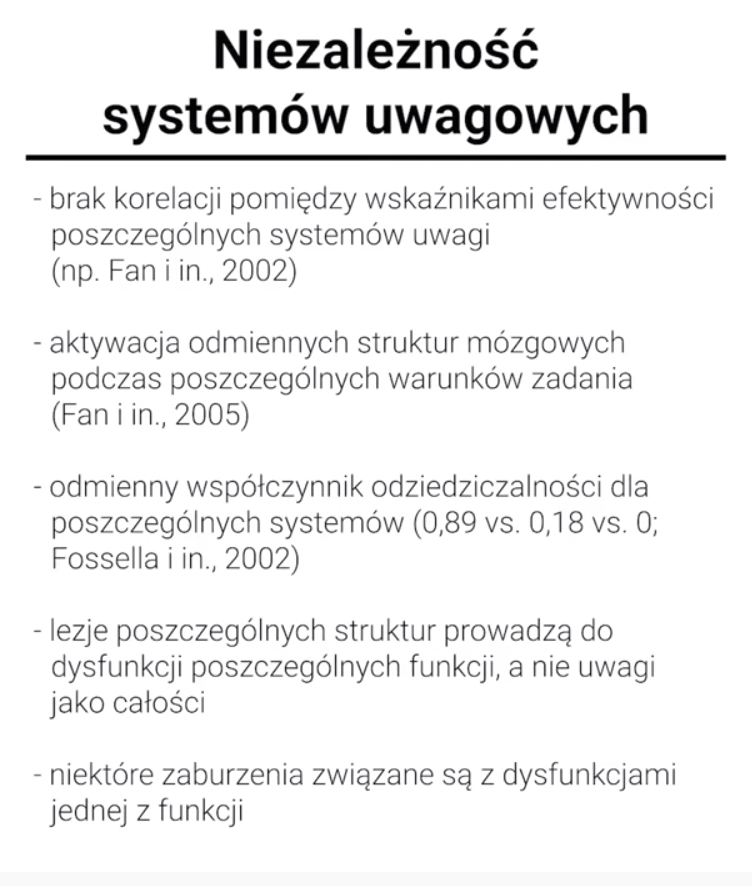 Niezależność
systemów uwagowych
- brak korelacji pomiędzy wskaźnikami efektywności
poszczególnych systemów uwagi
(np. Fan i in., 2002)
- aktywacja odmiennych struktur mózgowych
podczas poszczególnych warunków zadania
(Fan i in., 2005)
- odmienny współczynnik odziedziczalności dla
poszczególnych systemów (0,89 vs. 0,18 vs. 0;
Fossella i in., 2002)
- lezje poszczególnych struktur prowadzą do
dysfunkcji poszczególnych funkcji, a nie uwagi
jako całości
- niektóre zaburzenia związane są z dysfunkcjami
jednej z funkcji